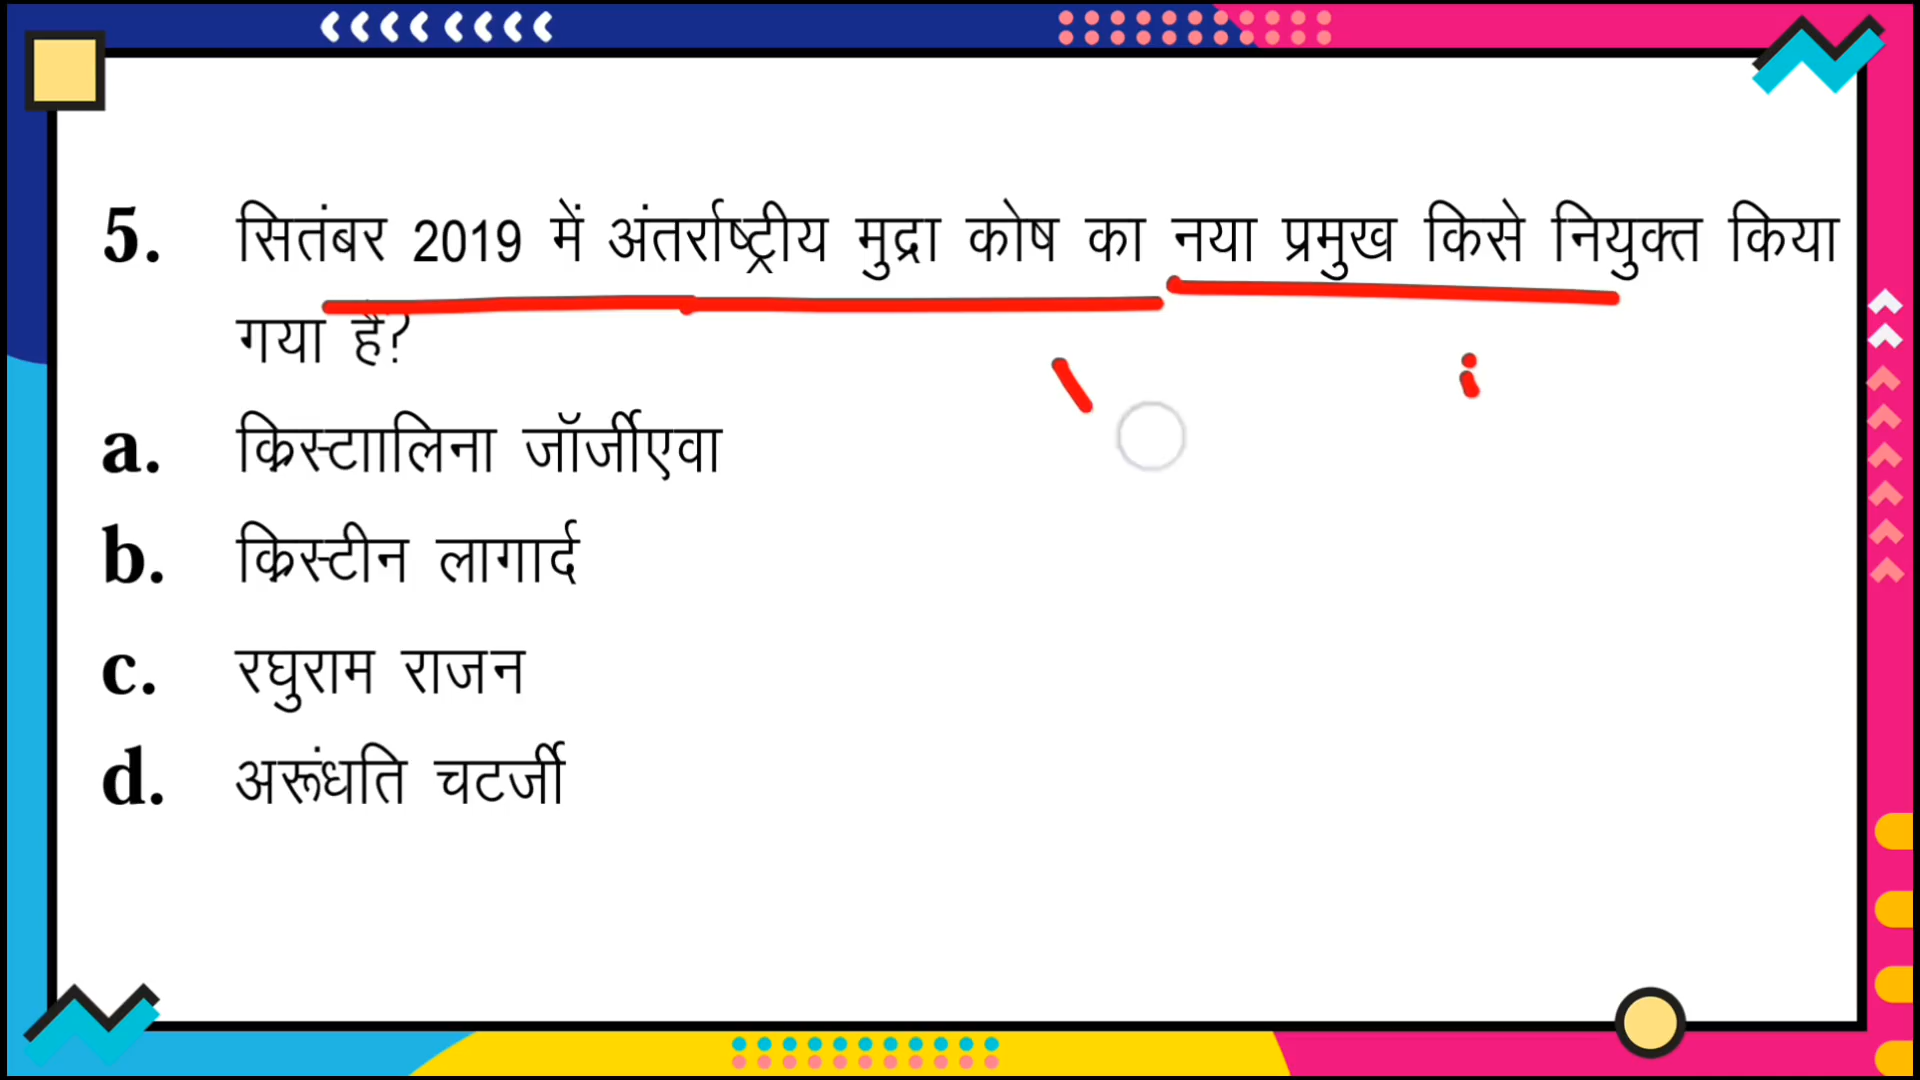 5. सितंबर 2019 में अंतर्राष्ट्रीय मुद्रा कोष का नया प्रमुख किसे नियुक्त किया
गया है?
a. क्रिस्टाालिना जॉर्जीएवा
b. क्रिस्टीन लागार्द
c. रघुराम राजन
d. अरूंधति चटर्जी